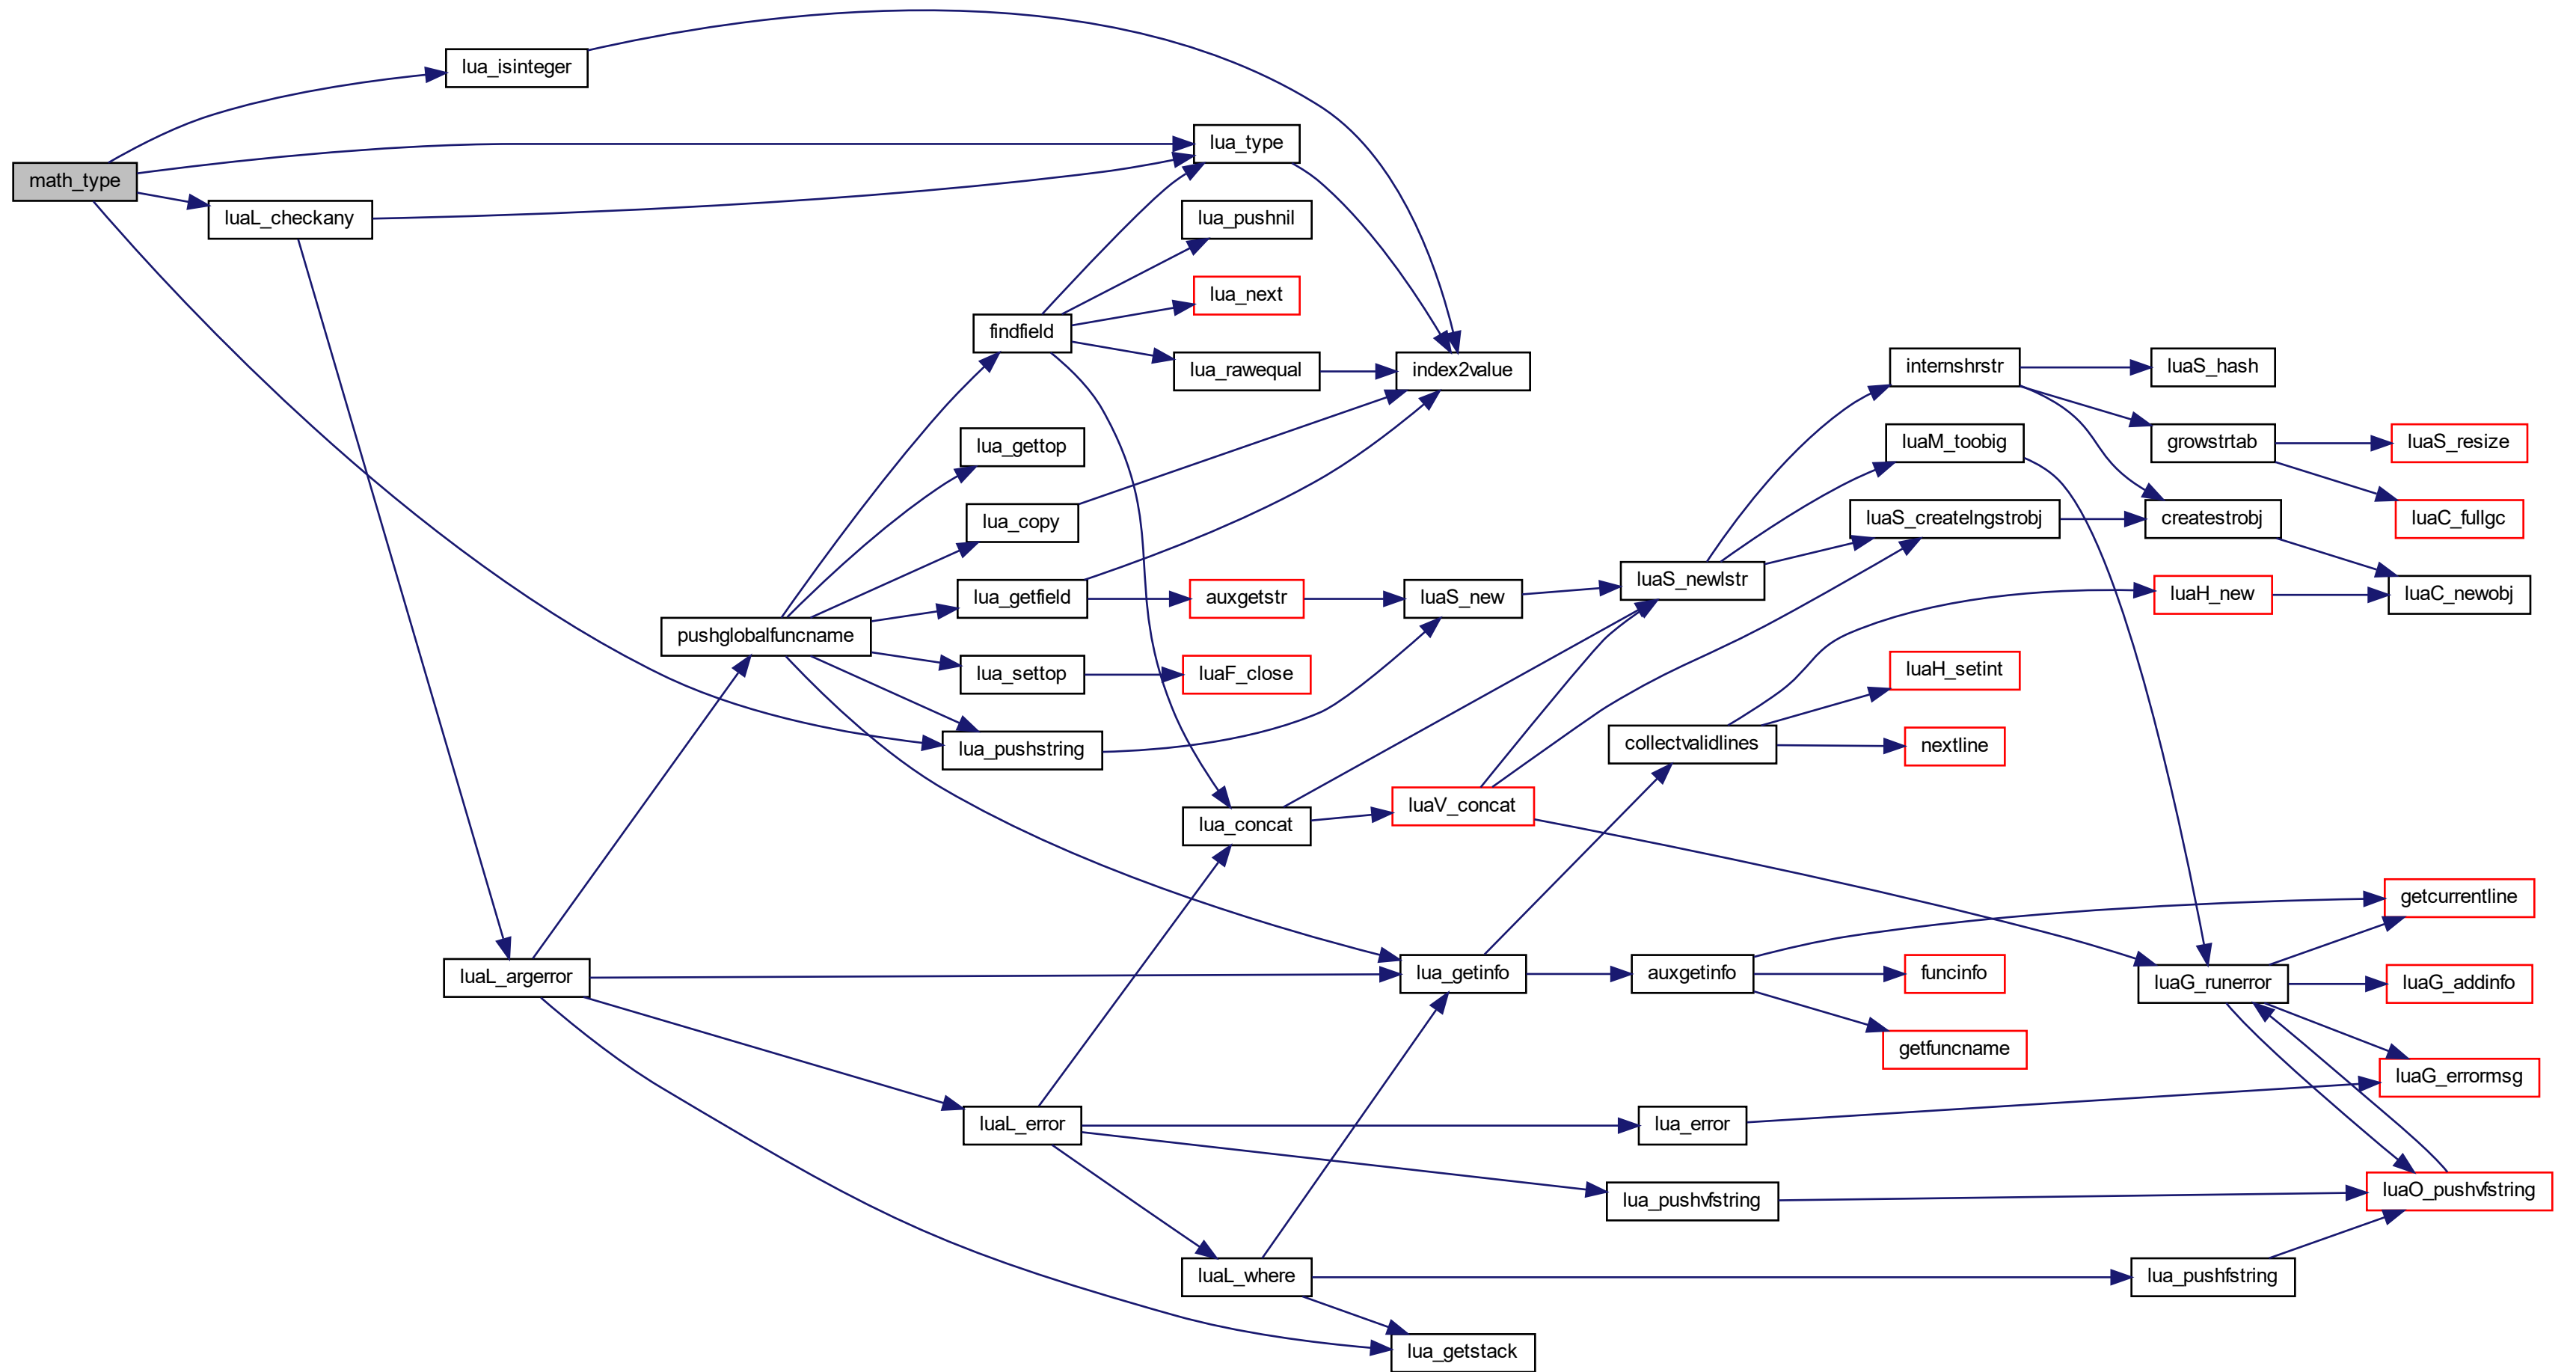 math_type
lua_isinteger
luaL_checkany
lua_type
lua_pushnil
lua_next
findfield
lua_rawequal
index2value
lua_gettop
lua_copy
lua_getfield
auxgetstr
luaS_new
pushglobalfuncname
lua_settop
luaF_close
lua_pushstring
lua_concat
luaV_concat
luaS_newlstr
internshrstr
luaS_hash
luaM_toobig
growstrtab
luaS_resize
luaS_createlngstrobj
createstrobj
luaC_fullgc
luaH_new
luaC_newobj
luaH_setint
collectvalidlines
nextline
getcurrentline
luaL_argerror
lua_getinfo
auxgetinfo
funcinfo
luaG_runerror
luaG_addinfo
getfuncname
luaG_errormsg
luaL_error
lua_error
lua_pushvfstring
luaO_pushvfstring
luaL_where
lua_pushfstring
lua_getstack